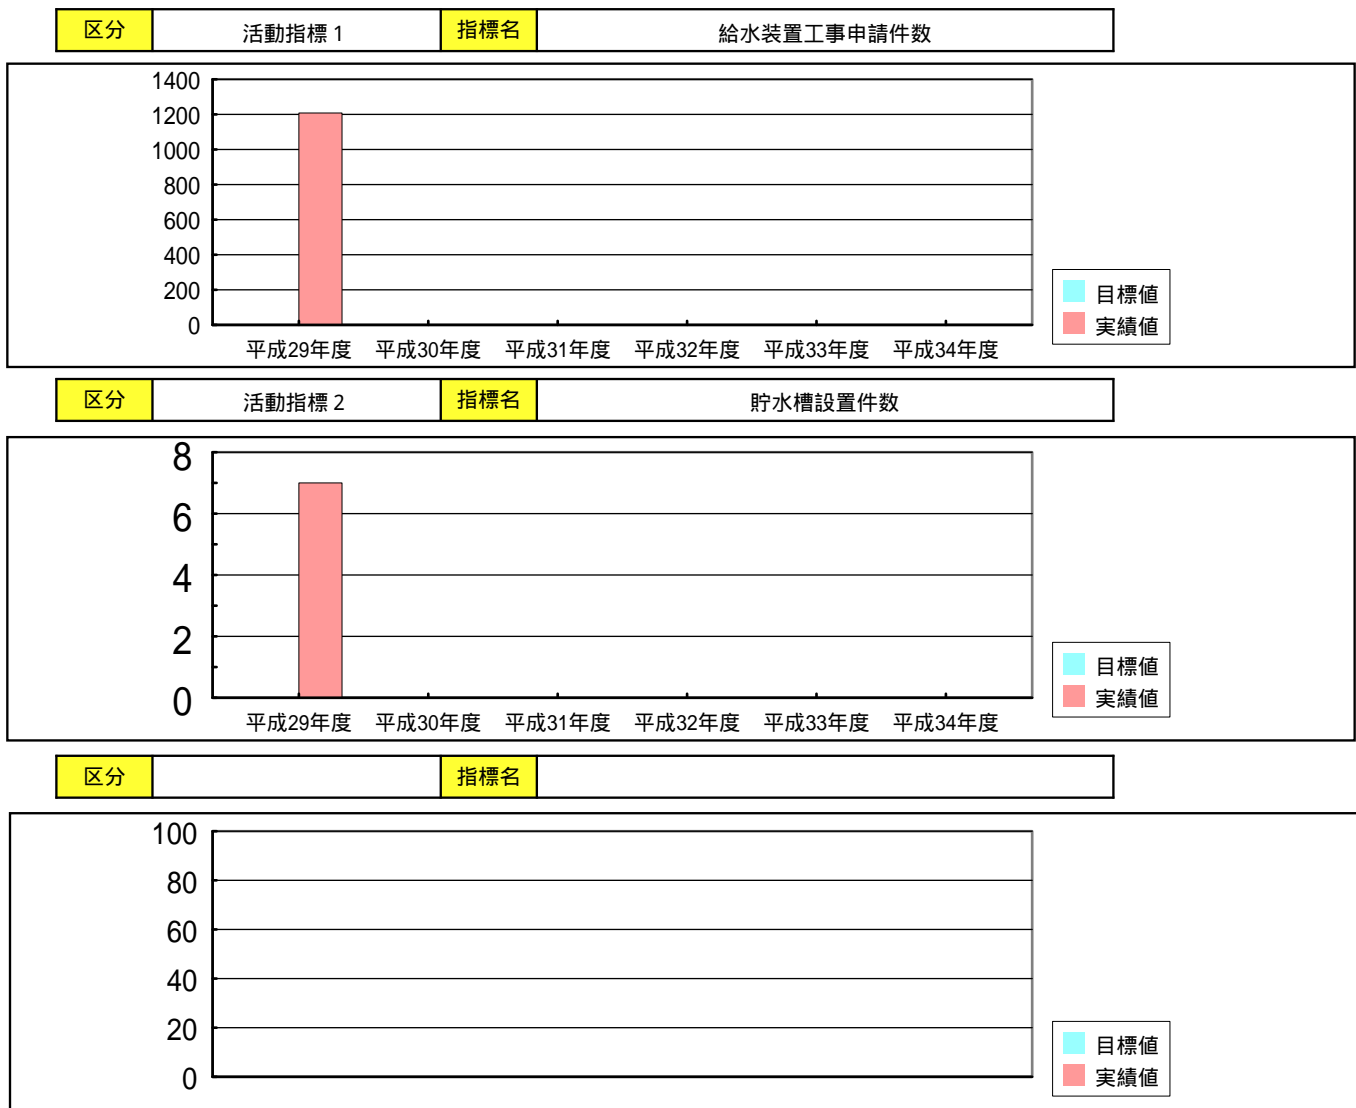 区分 活動指標1 指標名 給水装置工事申請件数
1400
1200
1000
800
600
400
200
0
平成29年度 平成30年度 平成31年度 平成32年度 平成33年度 平成34年度
目標値
実績値
区分 活動指標2 指標名 貯水槽設置件数
8
6
4
2
0
平成29年度 平成30年度 平成31年度 平成32年度 平成33年度 平成34年度
目標値
実績値
区分 指標名
100
80
60
40
20
0
目標値
実績値